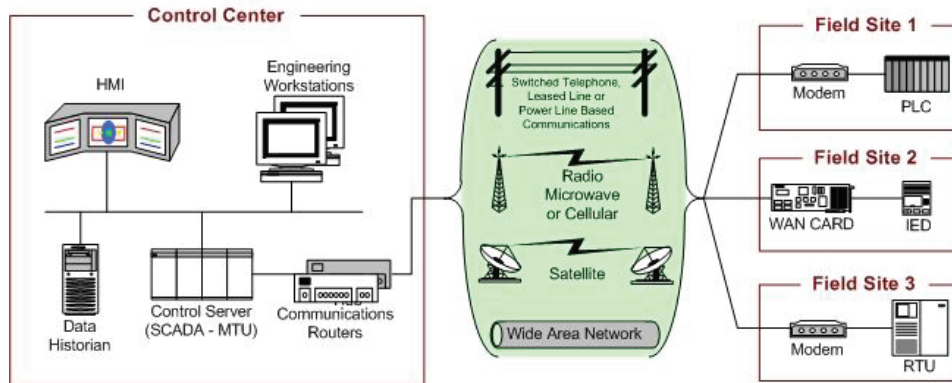 Control Center
HMI
Engineering
Workstations
Data
Historian
Control Server
(SCADA - MTU)
Communications
Routers
Switched Telephone,
Leased Line or
Power Line Based
Communications
Radio
Microwave
or Cellular
Satellite
Wide Area Network
Field Site 1
Modem
PLC
Field Site 2
WAN CARD
IED
Field Site 3
Modem
RTU